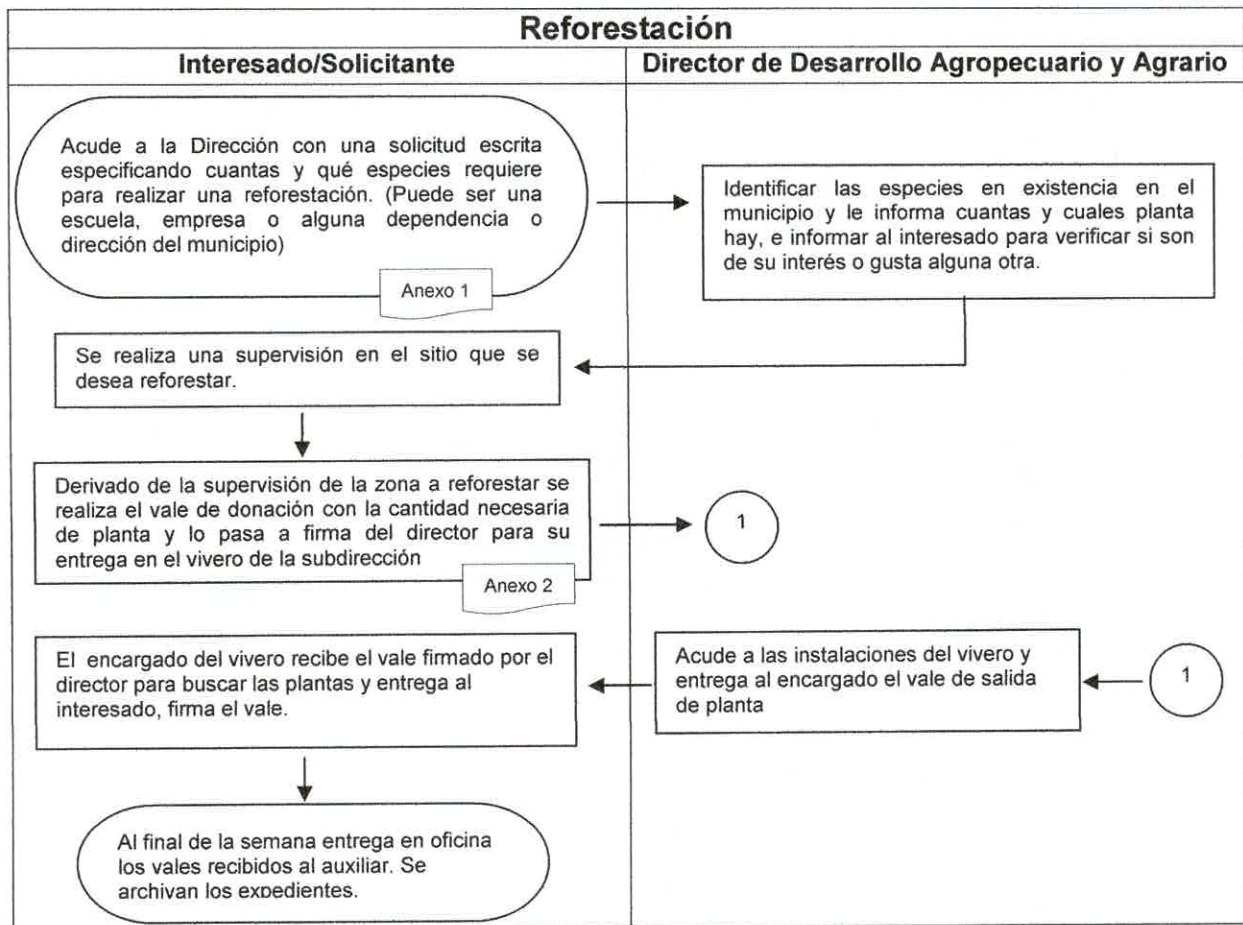 Reforestación
Interesado/Solicitante
Director de Desarrollo Agropecuario y Agrario
Acude a la Dirección con una solicitud escrita
especificando cuantas y qué especies requiere
para realizar una reforestación. (Puede ser una
escuela, empresa o alguna dependencia o
dirección del municipio)
Anexo 1
Identificar las especies en existencia en el
municipio y le informa cuantas y cuales planta
hay, e informar al interesado para verificar si son
de su interés o gusta alguna otra.
Se realiza una supervisión en el sitio que se
desea reforestar.
Derivado de la supervisión de la zona a reforestar se
realiza el vale de donación con la cantidad necesaria
de planta y lo pasa a firma del director para su
entrega en el vivero de la subdirección
Anexo 2
1
El encargado del vivero recibe el vale firmado por el
director para buscar las plantas y entrega al
interesado, firma el vale.
Acude a las instalaciones del vivero y
entrega al encargado el vale de salida
de planta
1
Al final de la semana entrega en oficina
los vales recibidos al auxiliar. Se
archivan los expedientes.